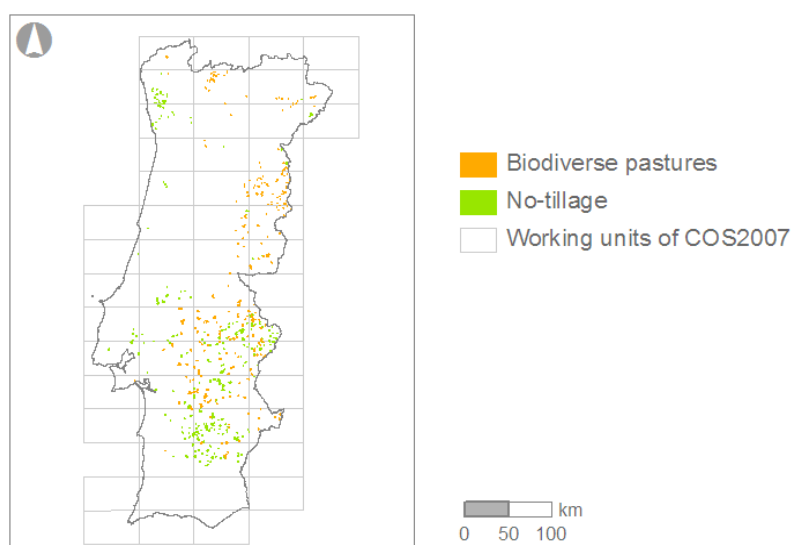 Biodiverse pastures
No-tillage
Working units of COS2007
km
0 50 100